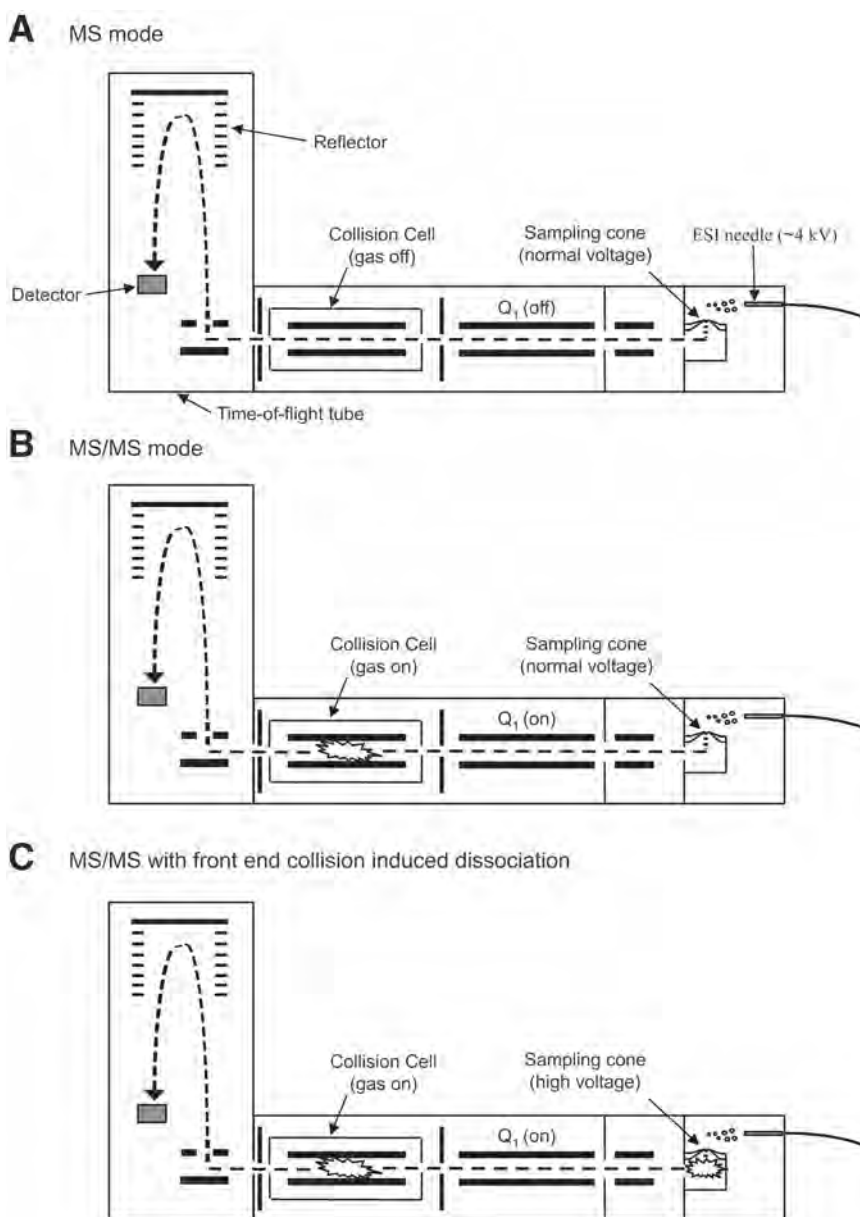 A MS mode
Reflector
Collision Cell
(gas off)
Sampling cone
(normal voltage)
ESI needle (~4 kV)
Detector
Q1 (off)
Time-of-flight tube
B MS/MS mode
Collision Cell
(gas on)
Sampling cone
(normal voltage)
Q1 (on)
C MS/MS with front end collision induced dissociation
Collision Cell
(gas on)
Sampling cone
(high voltage)
Q1 (on)